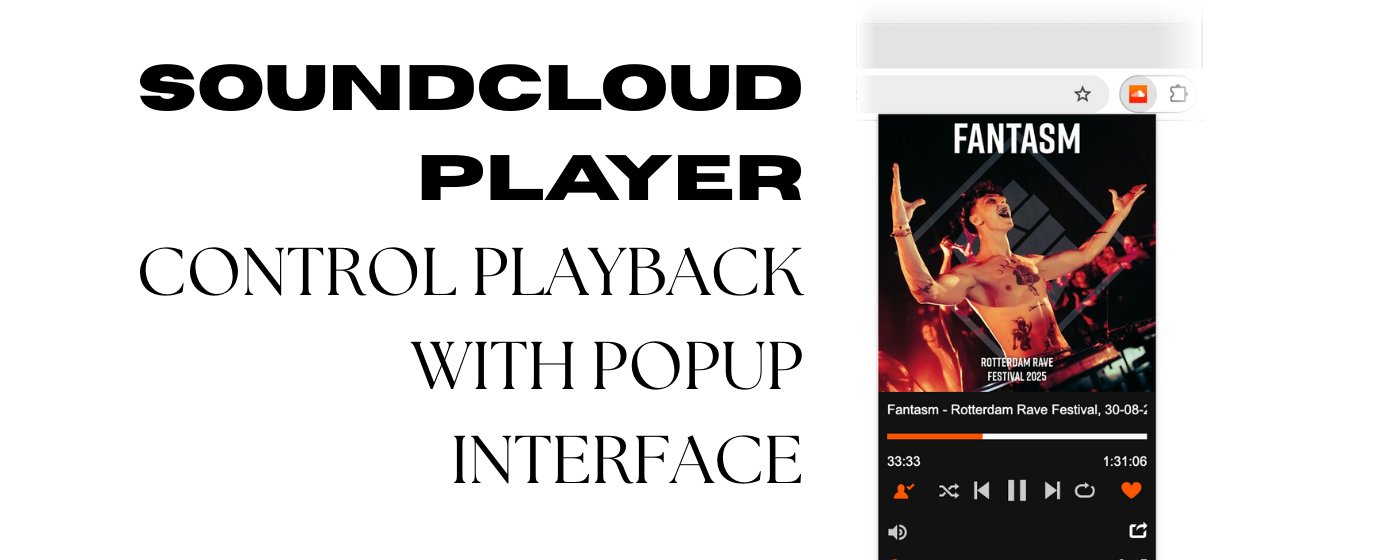 SOUNDCLOUD
PLAYER
CONTROL PLAYBACK
WITH POPUP
INTERFACE
FANTASM
ROTTERDAM RAVE
FESTIVAL 2025
Fantasm - Rotterdam Rave Festival, 30-08-2
33:33
1:31:06